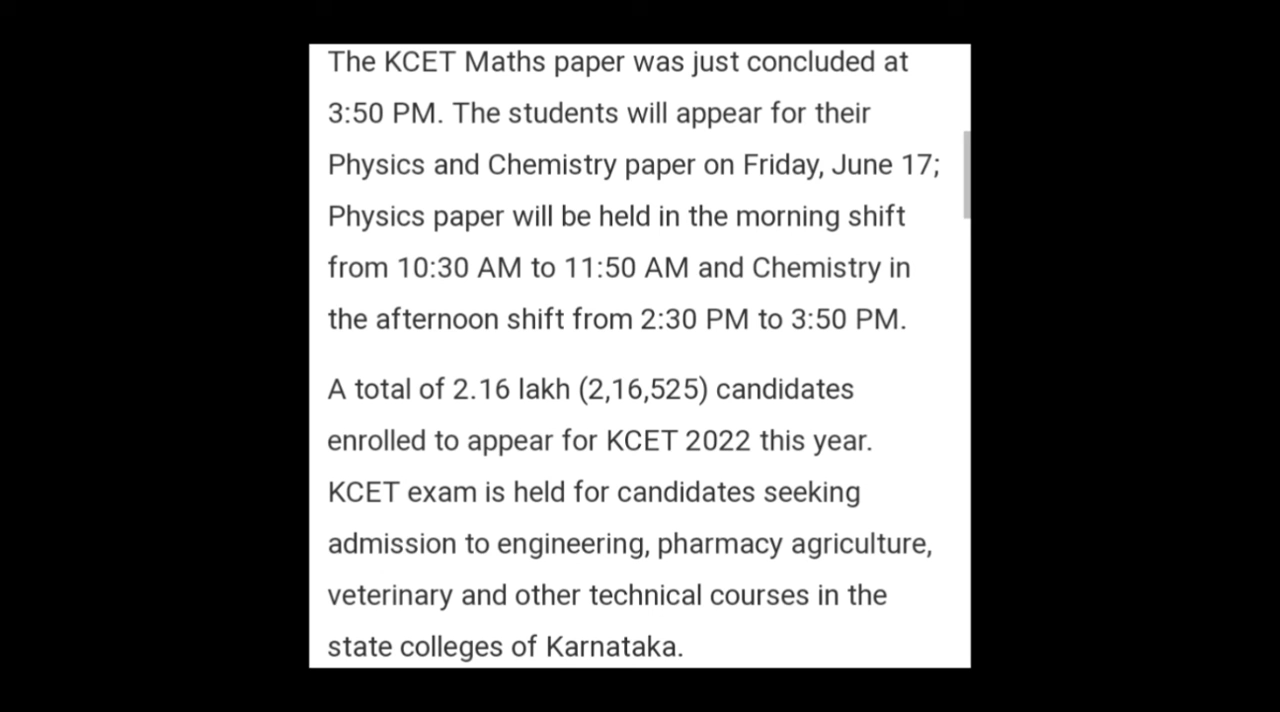 The KCET Maths paper was just concluded at
3:50 PM. The students will appear for their
Physics and Chemistry paper on Friday, June 17;
Physics paper will be held in the morning shift
from 10:30 AM to 11:50 AM and Chemistry in
the afternoon shift from 2:30 PM to 3:50 PM.
A total of 2.16 lakh (2,16,525) candidates
enrolled to appear for KCET 2022 this year.
KCET exam is held for candidates seeking
admission to engineering, pharmacy agriculture,
veterinary and other technical courses in the
state colleges of Karnataka.